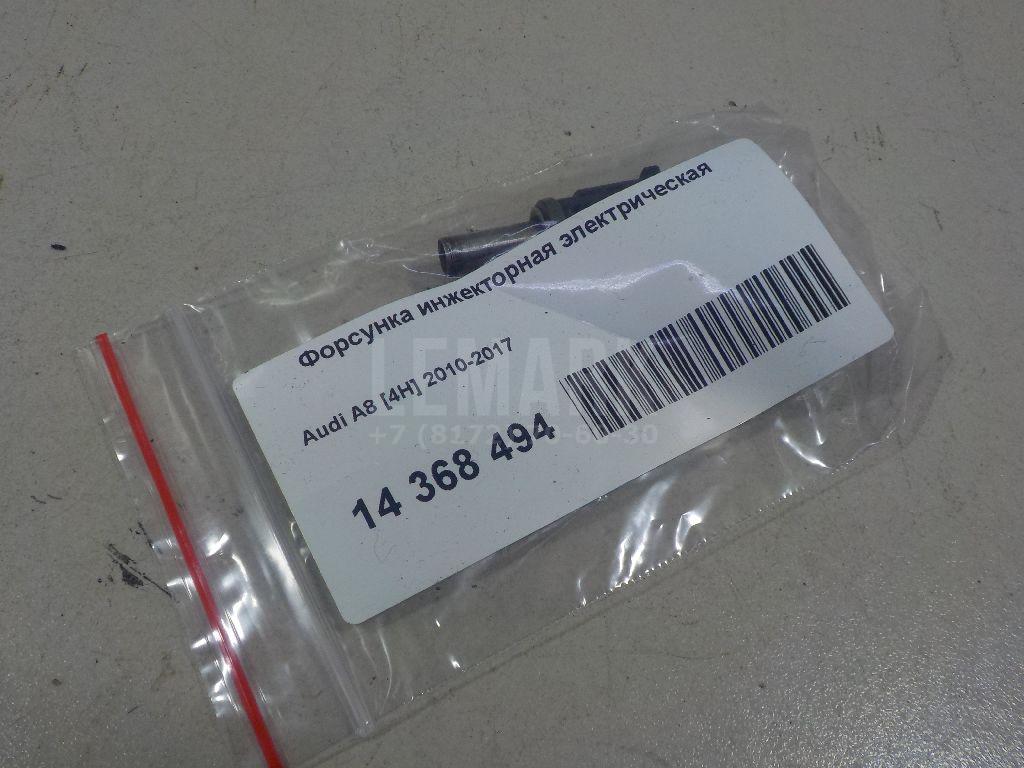 Форсунка инжекторная электрическая
Audi A8 [4H] 2010-2017
14 368 494